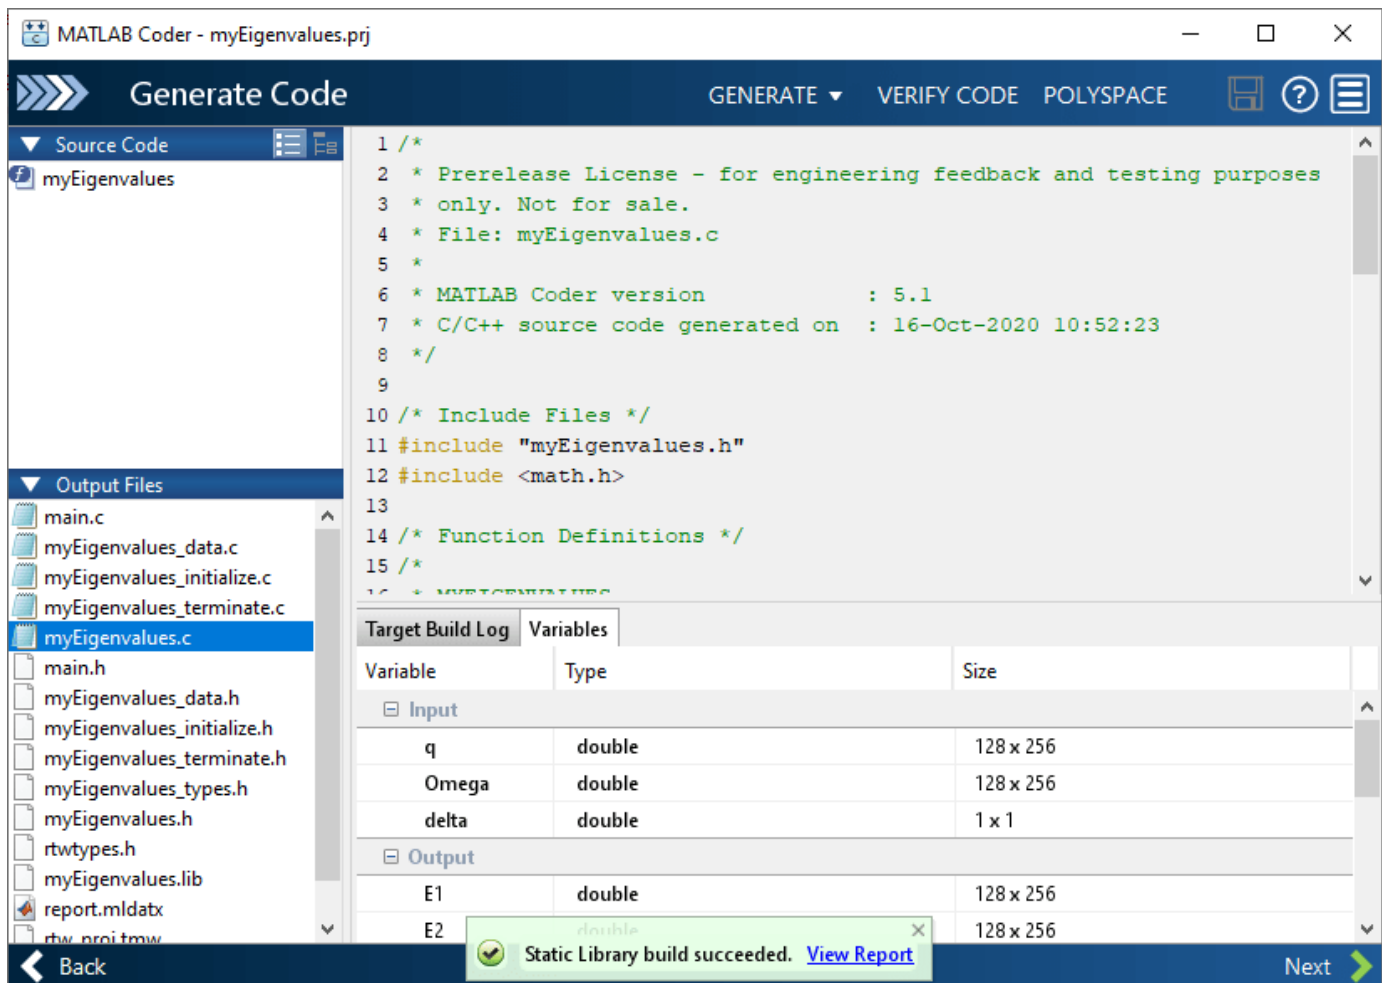 MATLAB Coder - myEigenvalues.prj
Generate Code
GENERATE
VERIFY CODE
POLYSPACE
Source Code
myEigenvalues
Output Files
main.c
myEigenvalues_data.c
myEigenvalues_initialize.c
myEigenvalues_terminate.c
myEigenvalues.c
main.h
myEigenvalues_data.h
myEigenvalues_initialize.h
myEigenvalues_terminate.h
myEigenvalues_types.h
myEigenvalues.h
rtwtypes.h
myEigenvalues.lib
report.mldatx
rtw_proj.tmw
1 /*
2 * Prerelease License - for engineering feedback and testing purposes
3 * only. Not for sale.
4 * File: myEigenvalues.c
5 *
6 * MATLAB Coder version : 5.1
7 * C/C++ source code generated on : 16-Oct-2020 10:52:23
8 */
9
10 /* Include Files */
11 #include "myEigenvalues.h"
12 #include <math.h>
13
14 /* Function Definitions */
15 /*
16 * MYEIGENVALUES
Target Build Log Variables
Variable Type Size
Input
q double 128 x 256
Omega double 128 x 256
delta double 1 x 1
Output
E1 double 128 x 256
E2 double 128 x 256
Static Library build succeeded. View Report
Back
Next